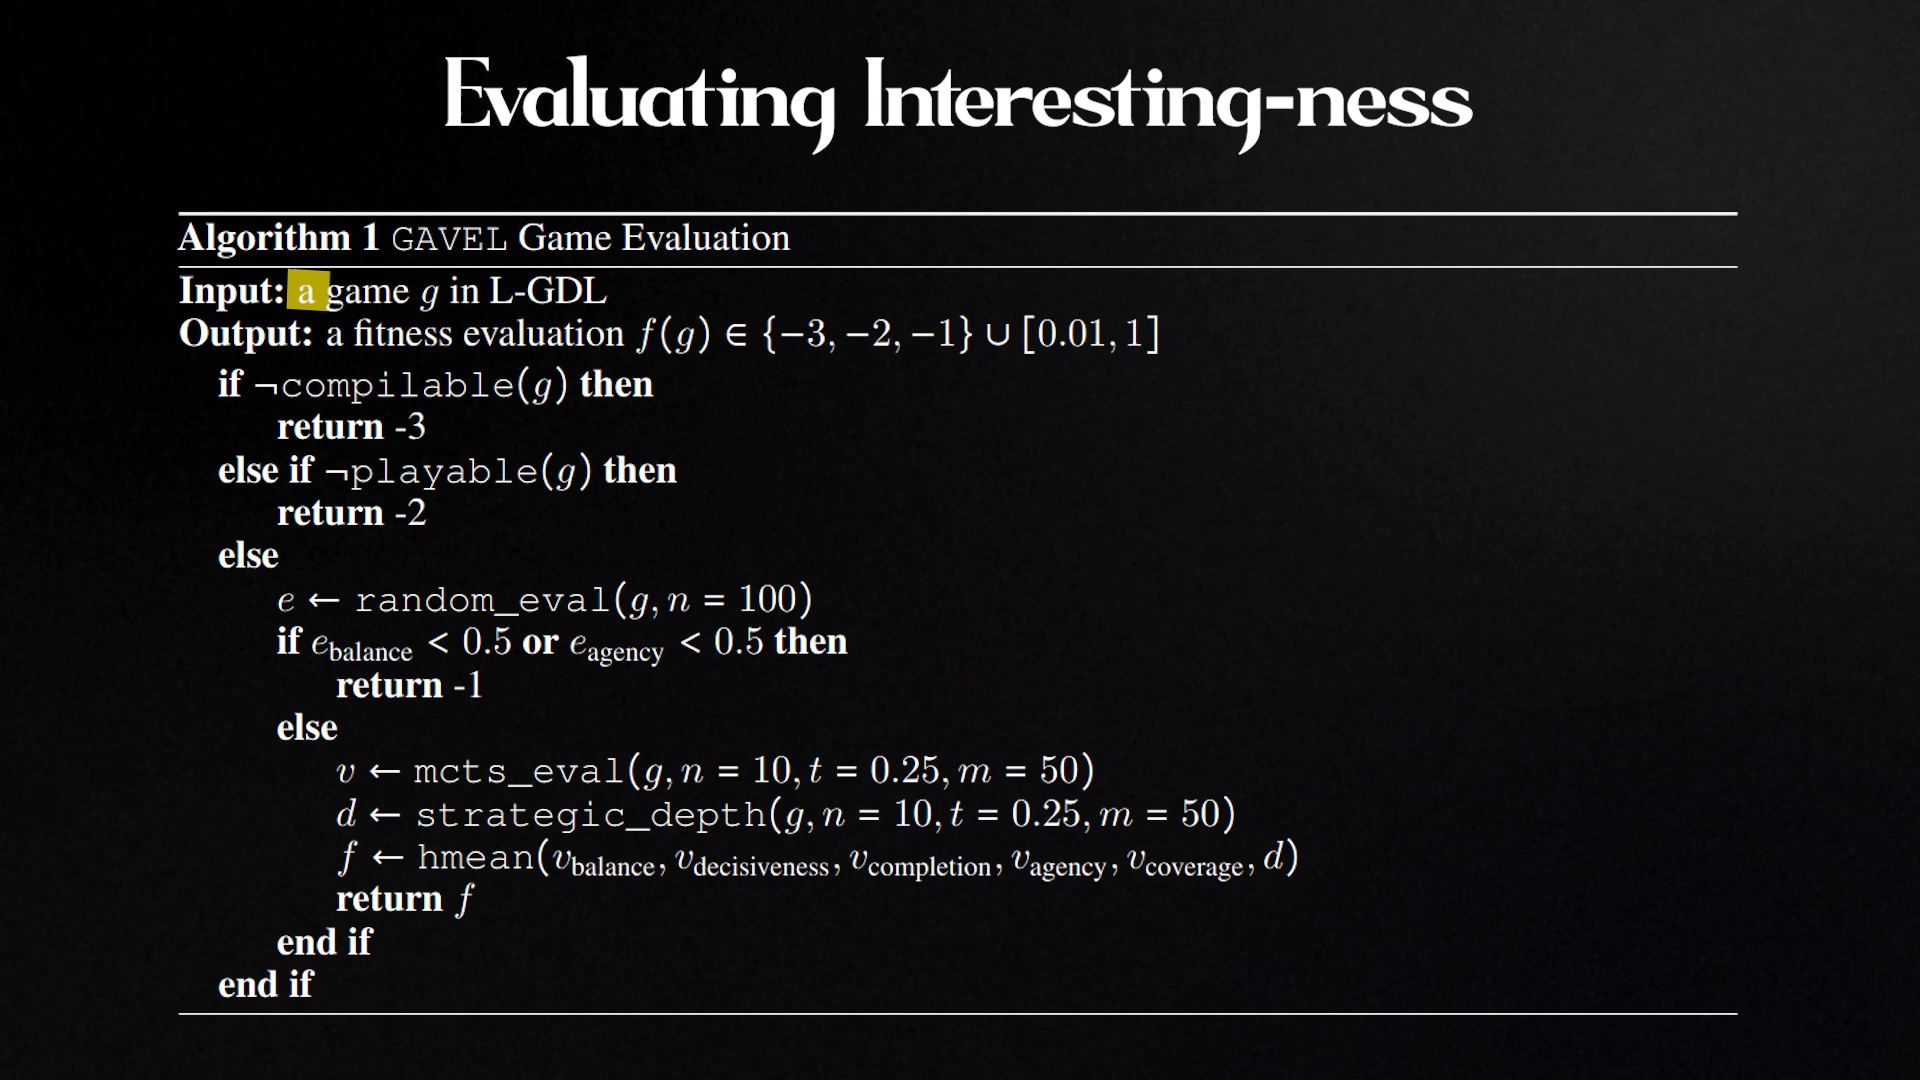 Evaluating Interesting-ness
Algorithm 1 GAVEL Game Evaluation
Input: a game g in L-GDL
Output: a fitness evaluation f(g) ∈ {−3, −2, −1} ∪ [0.01, 1]
if ¬compilable(g) then
return -3
else if ¬playable(g) then
return -2
else
e ← random_eval(g, n = 100)
if e_balance < 0.5 or e_agency < 0.5 then
return -1
else
v ← mcts_eval(g, n = 10, t = 0.25, m = 50)
d ← strategic_depth(g, n = 10, t = 0.25, m = 50)
f ← hmean(v_balance, v_decisiveness, v_completion, v_agency, v_coverage, d)
return f
end if
end if